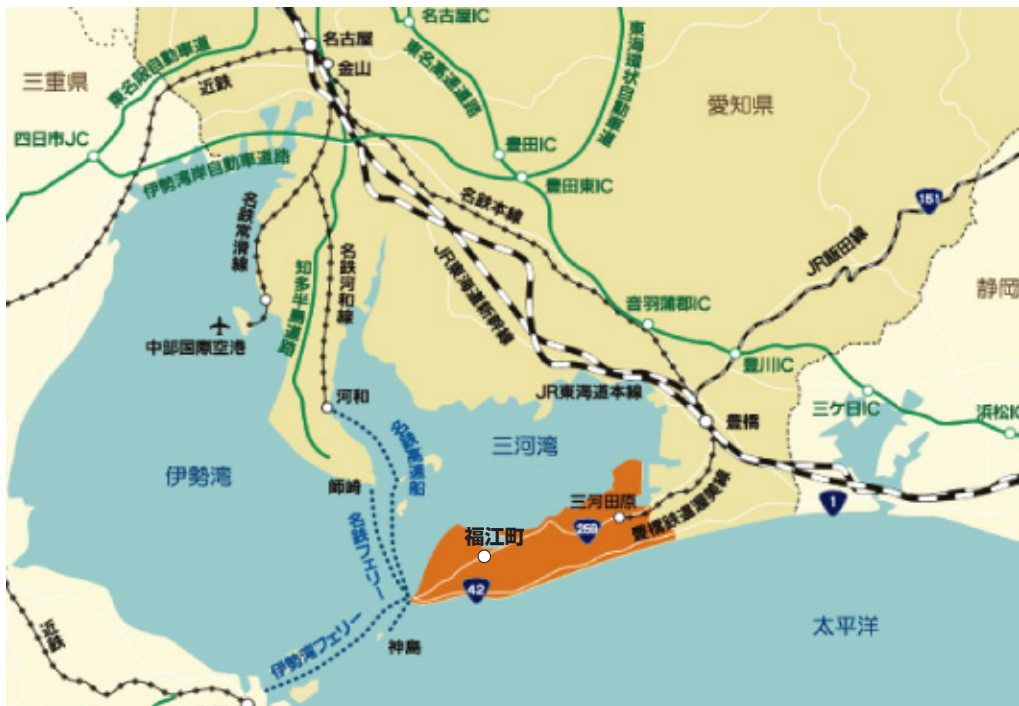 名古屋IC
名古屋
金山
東名阪自動車道
近鉄
東名高速道路
東海環状自動車道
三重県
愛知県
四日市JC
伊勢湾岸自動車道路
豊田IC
豊田東IC
名鉄本線
151
JR飯田線
名鉄常滑線
名鉄河和線
知多半島道路
JR東海道新幹線
静岡
中部国際空港
音羽蒲郡IC
豊川IC
JR東海道本線
三ケ日IC
河和
豊橋
浜松IC
名鉄高速船
三河湾
伊勢湾
師崎
三河田原
1
259
豊橋鉄道渥美線
福江町
名鉄フェリー
42
太平洋
神島
伊勢湾フェリー
近鉄